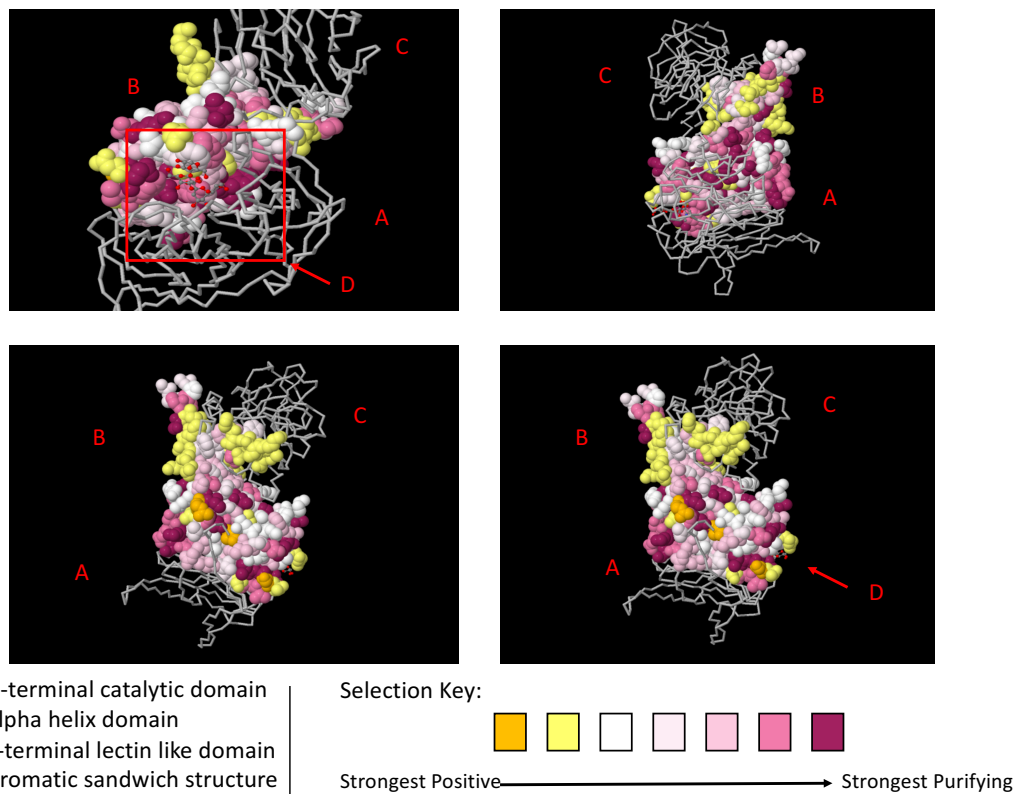 C
B
A
D
C
B
A
B
C
A
B
C
A
D
-terminal catalytic domain
lpha helix domain
-terminal lectin like domain
romatic sandwich structure
Selection Key:
Strongest Positive
Strongest Purifying